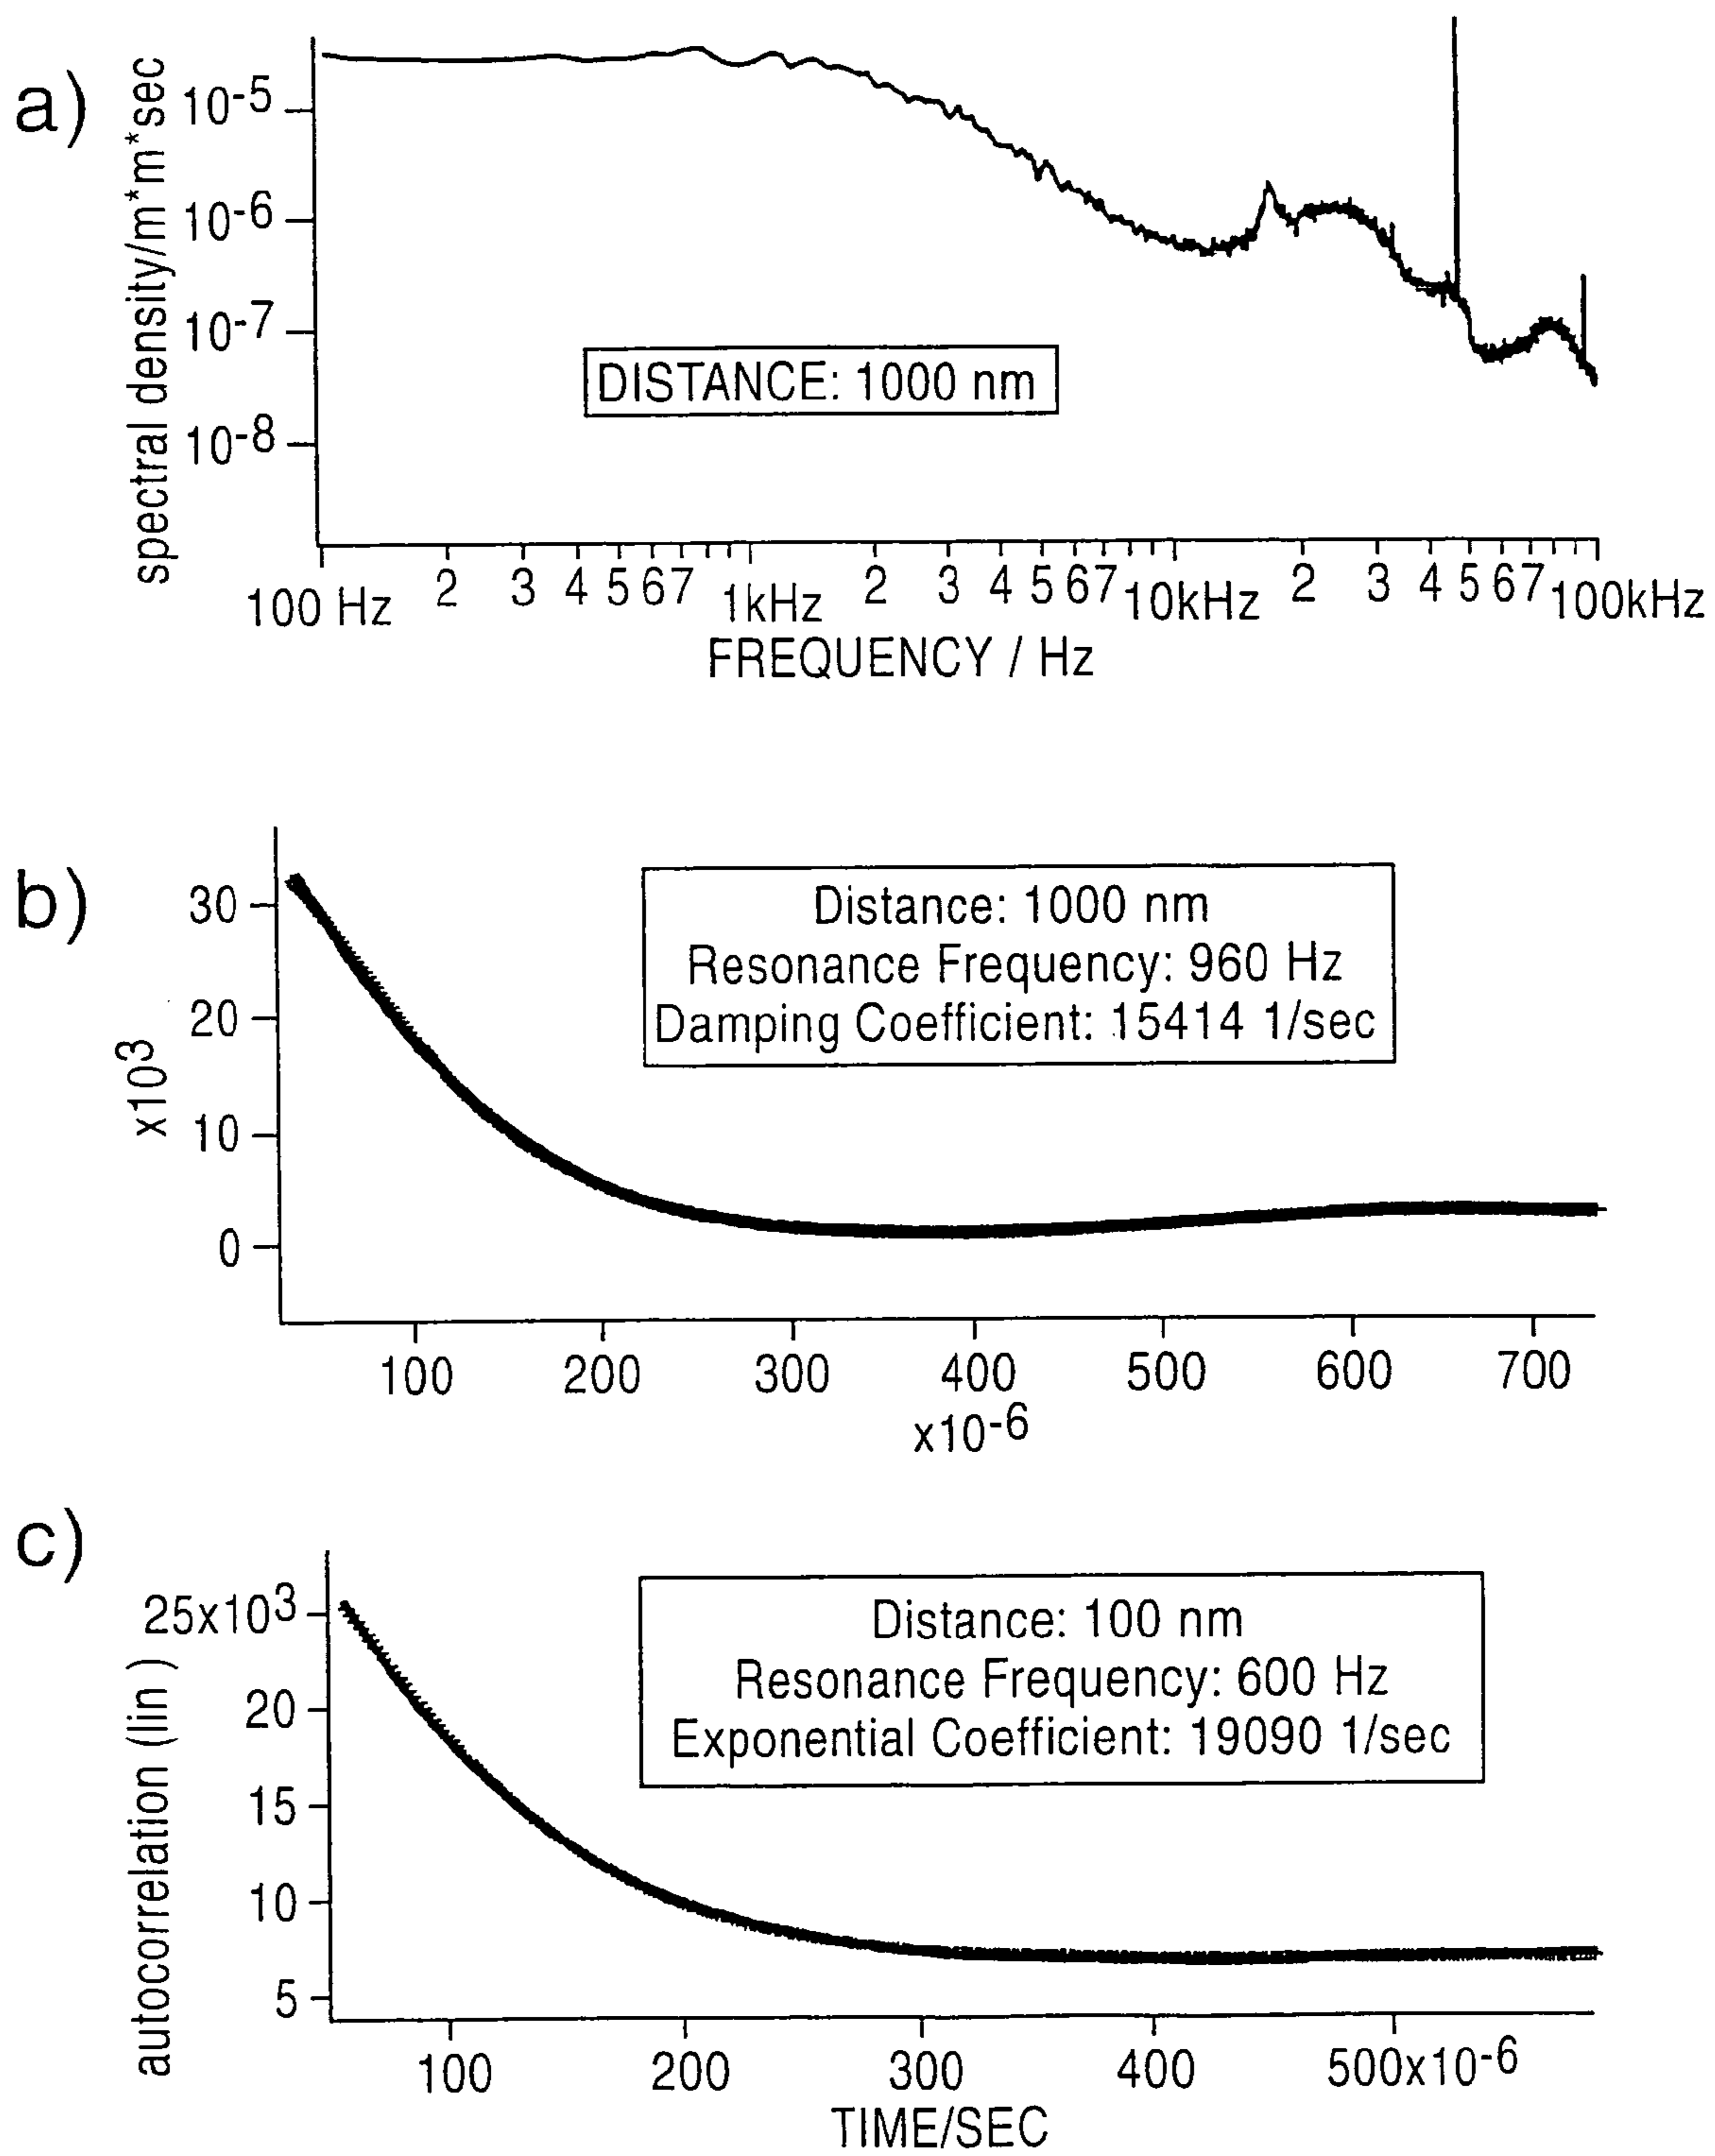 a)
spectral density/m*m*sec
10-5
10-6
10-7
10-8
DISTANCE: 1000 nm
100 Hz 2 3 4 5 6 7 1kHz 2 3 4 5 6 7 10kHz 2 3 4 5 6 7 100kHz
FREQUENCY / Hz
b)
x103
30
20
10
0
Distance: 1000 nm
Resonance Frequency: 960 Hz
Damping Coefficient: 15414 1/sec
100 200 300 400 500 600 700
x10-6
c)
autocorrelation (lin )
25x103
20
15
10
5
Distance: 100 nm
Resonance Frequency: 600 Hz
Exponential Coefficient: 19090 1/sec
100 200 300 400 500x10-6
TIME/SEC